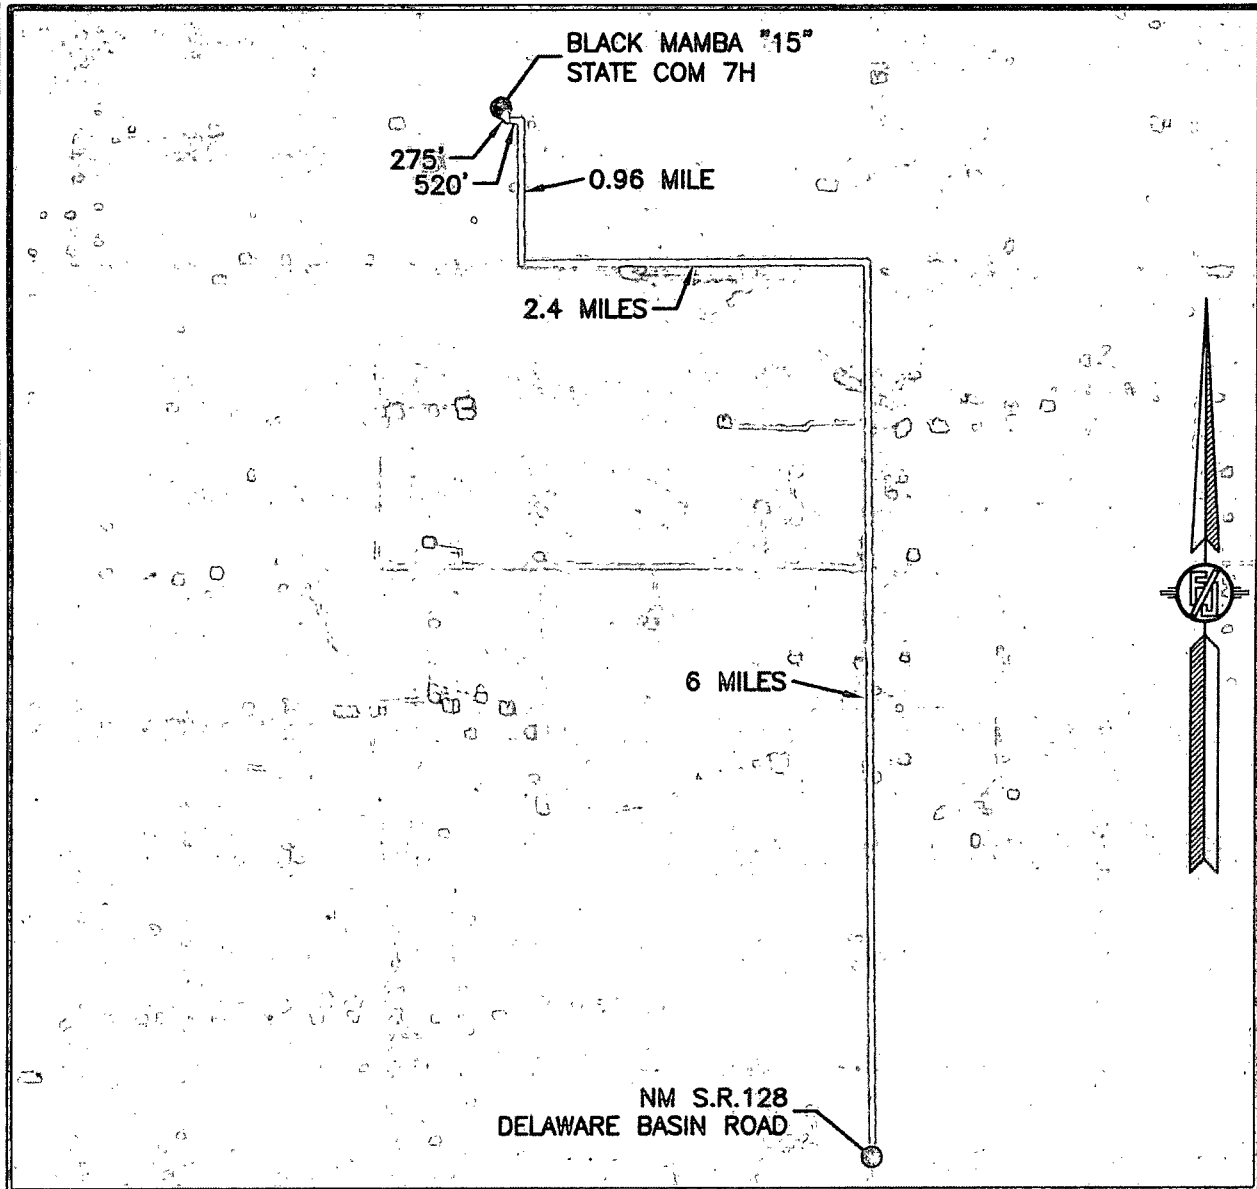 BLACK MAMBA "15"
STATE COM 7H
275'
520'
0.96 MILE
2.4 MILES
6 MILES
NM S.R.128
DELAWARE BASIN ROAD